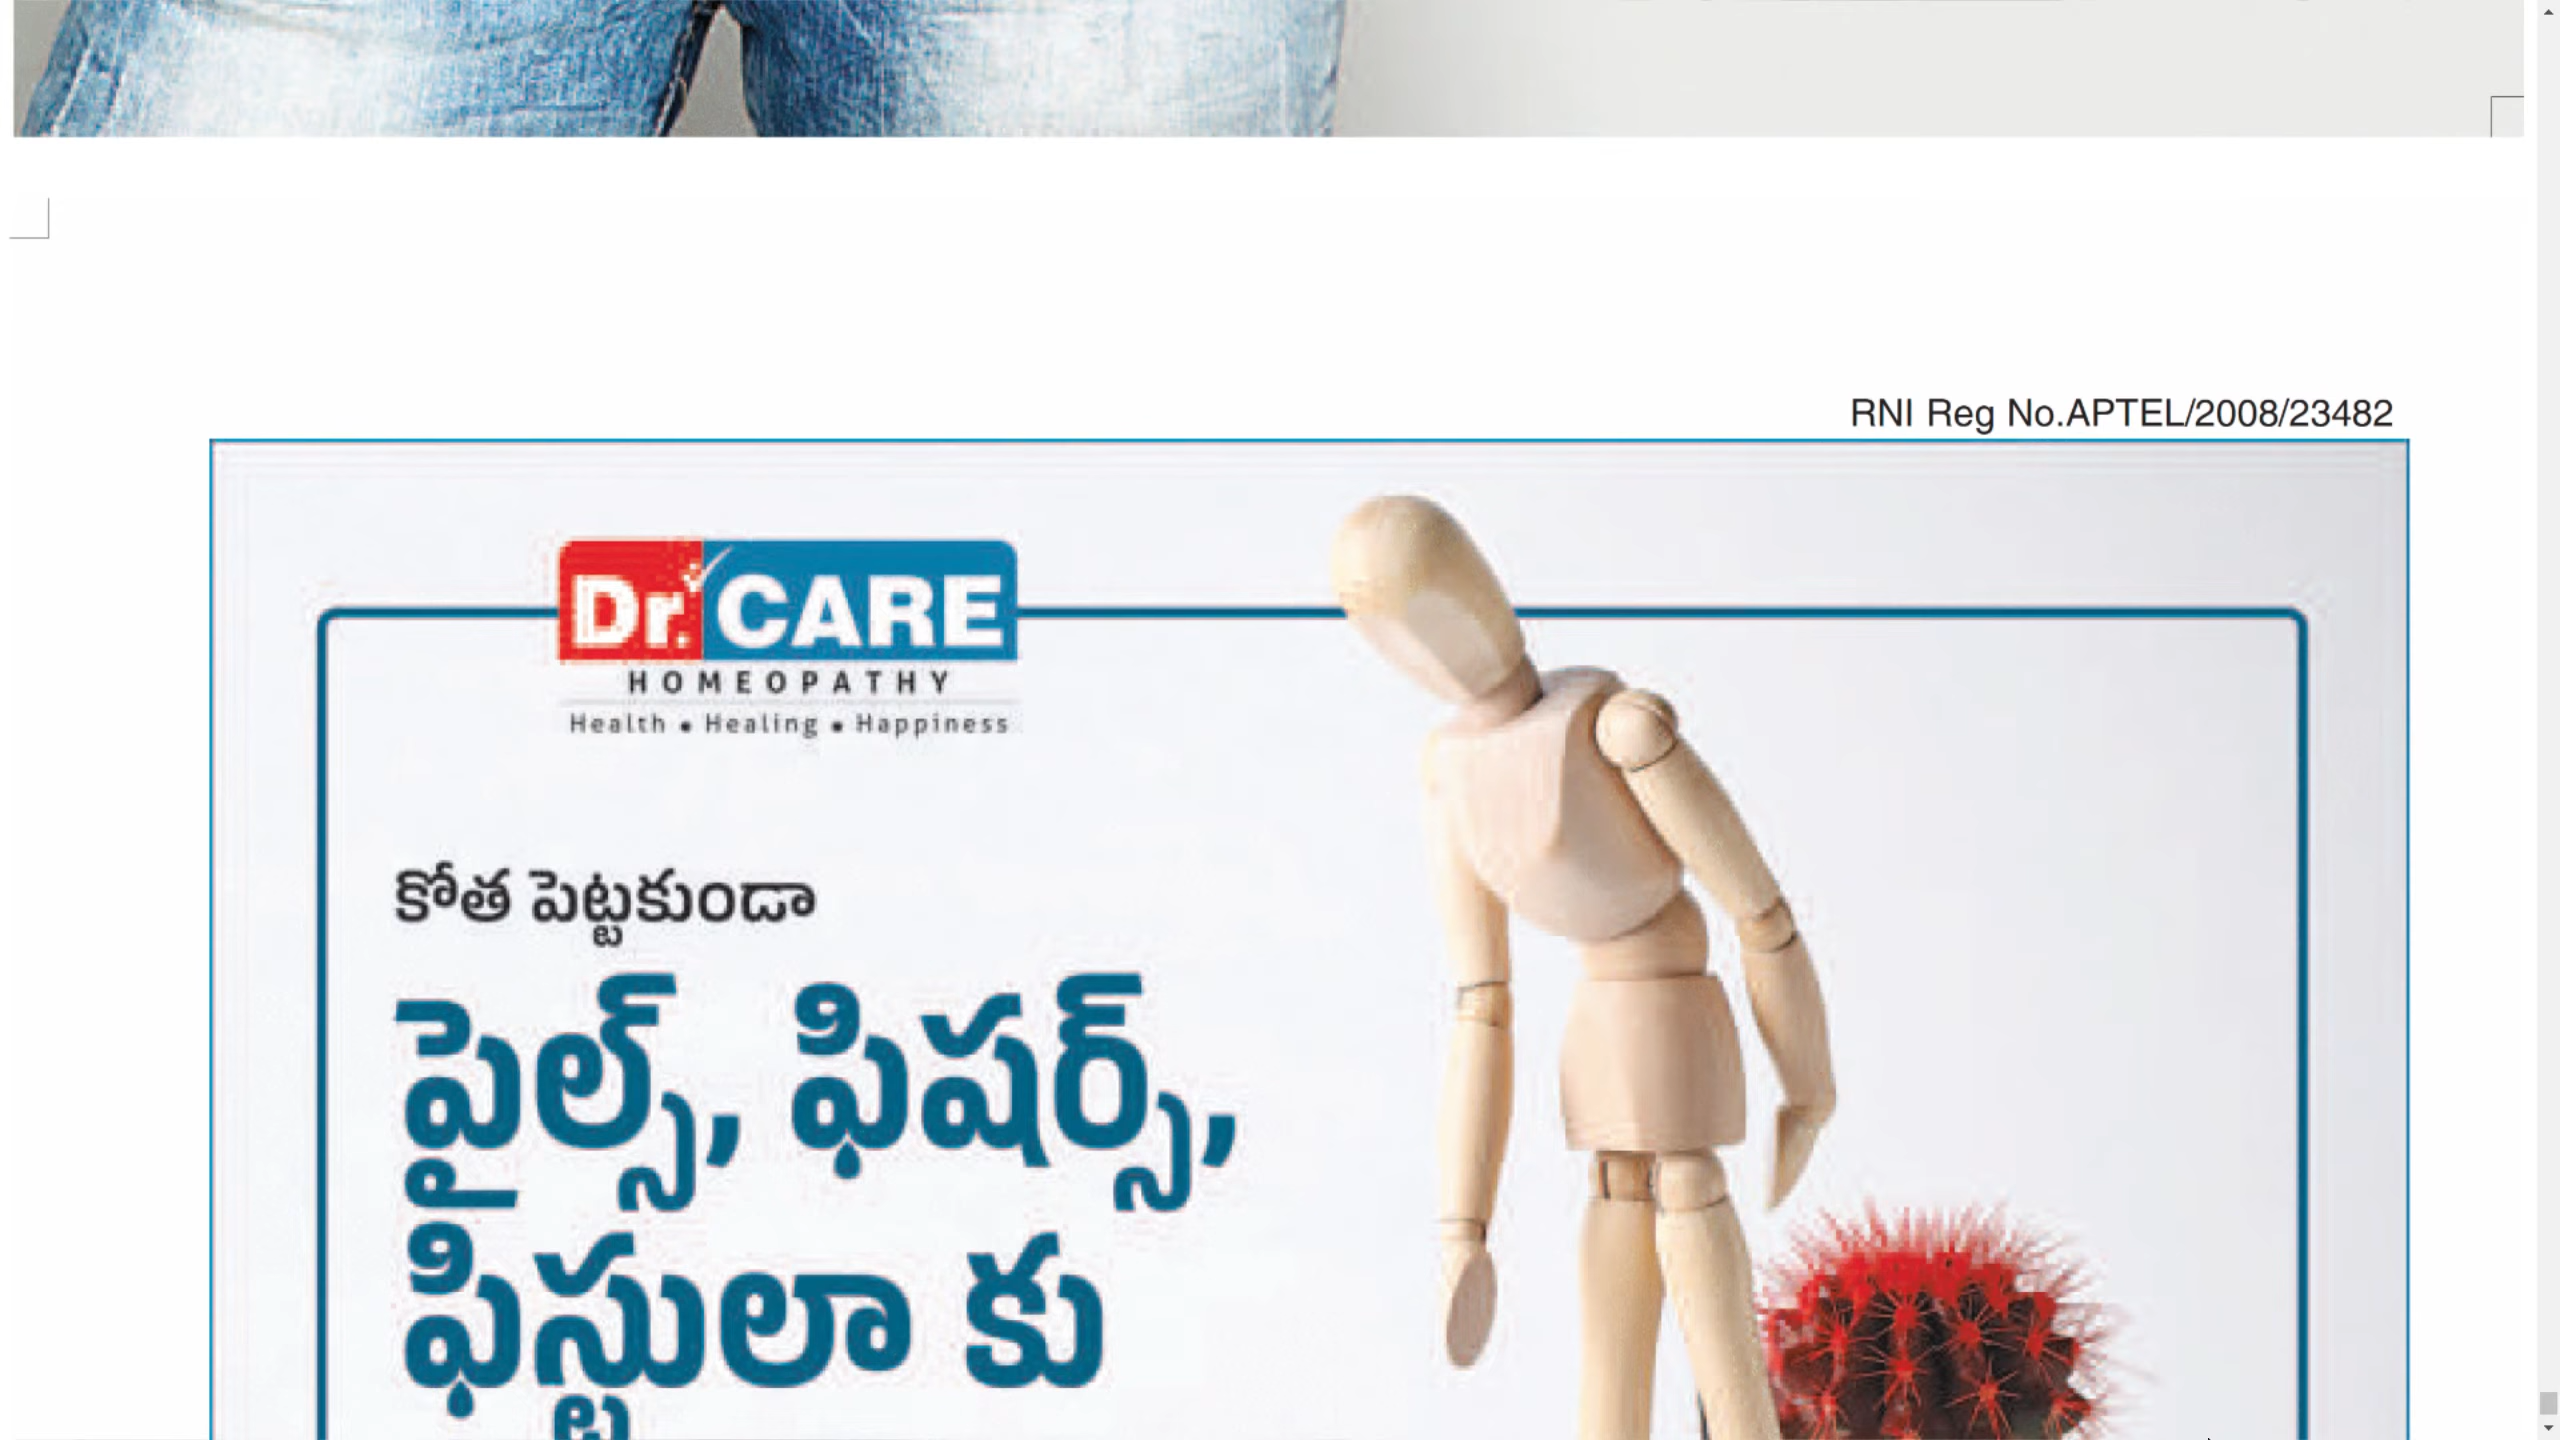 RNI Reg No.APTEL/2008/23482
Dr. CARE
HOMEOPATHY
Health • Healing • Happiness
కోత పెట్టకుండా
పైల్స్, ఫిషర్స్,
ఫిస్టులా కు